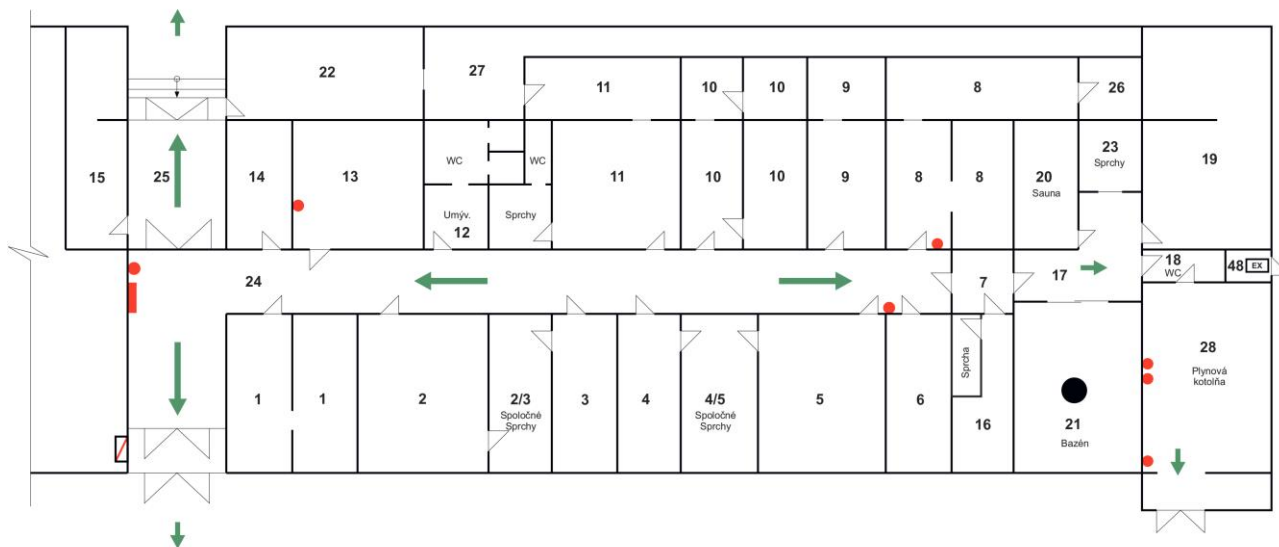 22
27
11
10
10
9
8
26
15
25
14
13
WC
WC
11
10
10
9
8
8
20
Sauna
23
Sprchy
19
Umýv.
12
Sprchy
24
7
17
18
WC
48
EX
1
1
2
2/3
Spoločné
Sprchy
3
4
4/5
Spoločné
Sprchy
5
6
Sprcha
16
21
Bazén
28
Plynová
kotolňa